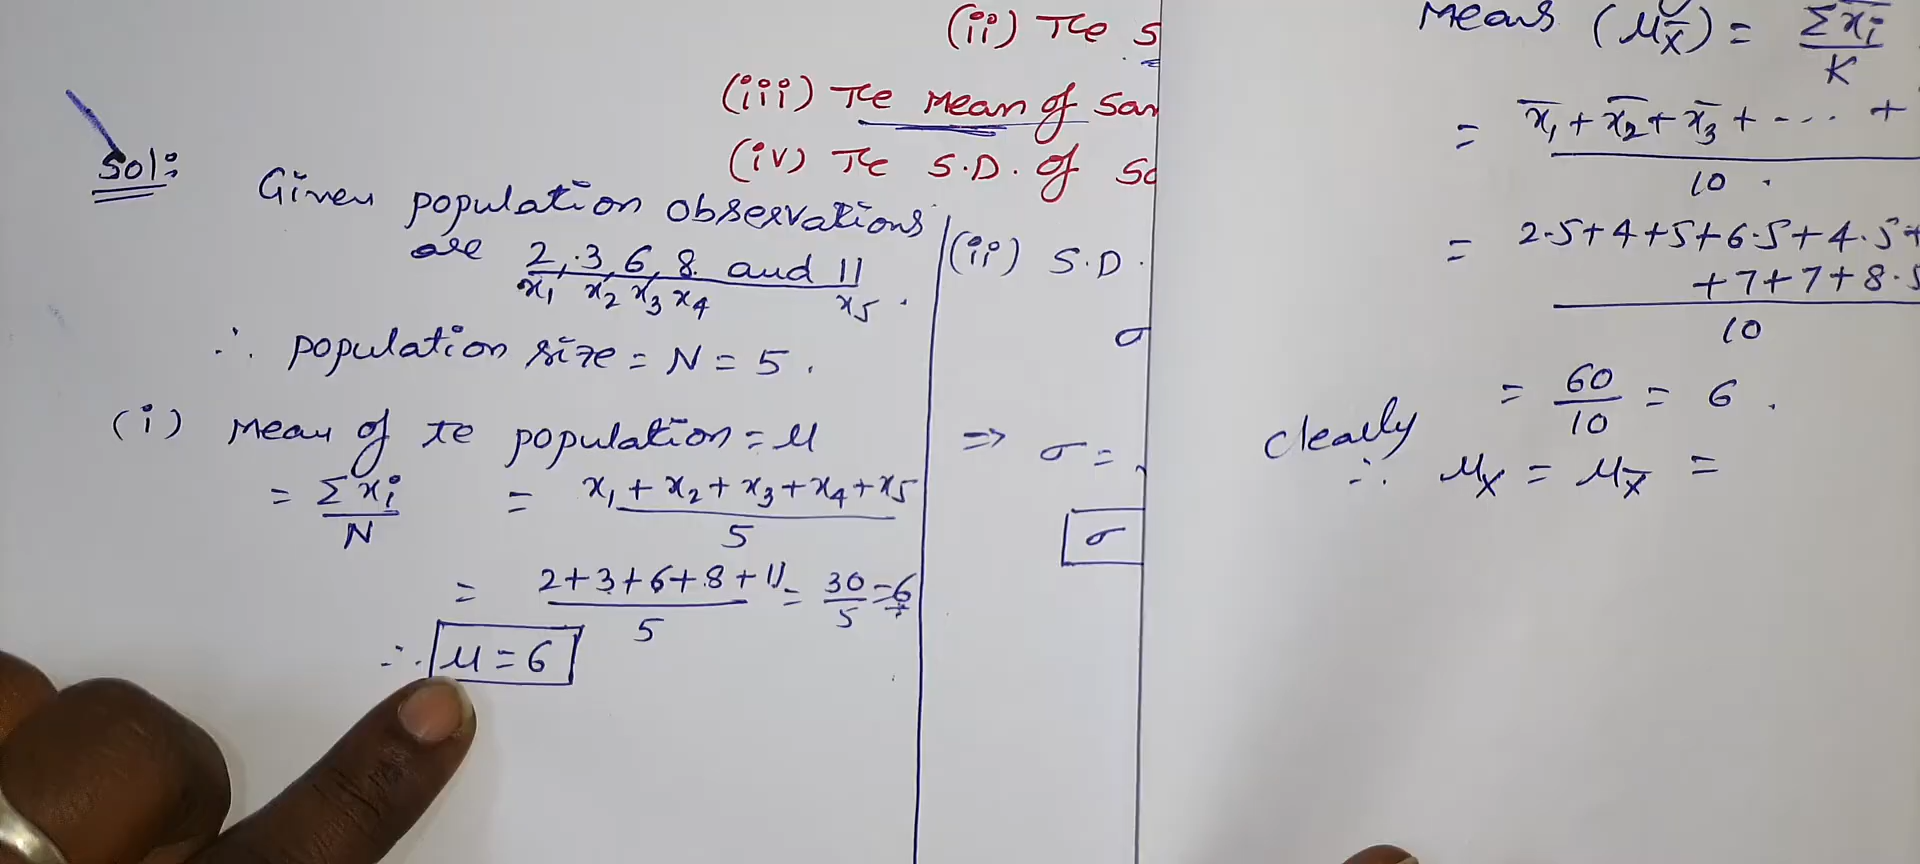 (ii) The S
(iii) The Mean of Sam
(iv) The S.D. of Sa
Sol:
Given population observations
are 2, 3, 6, 8 and 11
x₁ x₂ x₃ x₄ x₅ .
∴ population size = N = 5 .
(i) Mean of te population = μ
= Σxi/N = (x₁ + x₂ + x₃ + x₄ + x₅)/5
= (2+3+6+8+11)/5 = 30/5 = 6
∴ μ = 6
(ii) S.D.
σ
⇒ σ =
σ
Means (μx̄) = Σx̄i/K
= (x̄₁ + x̄₂ + x̄₃ + - - - +)/10 .
= (2.5+4+5+6.5+4.5+
+7+7+8.5)/10
= 60/10 = 6 .
clearly
∴ μx = μx̄ =